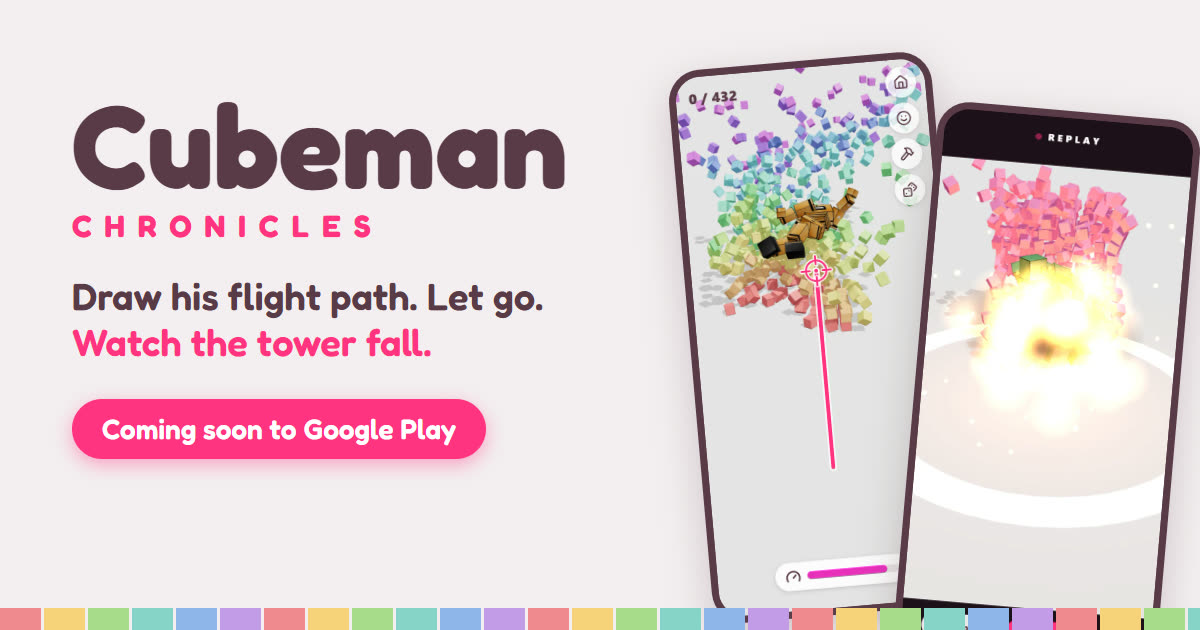 Cubeman
CHRONICLES
Draw his flight path. Let go.
Watch the tower fall.
Coming soon to Google Play
0 / 432
REPLAY